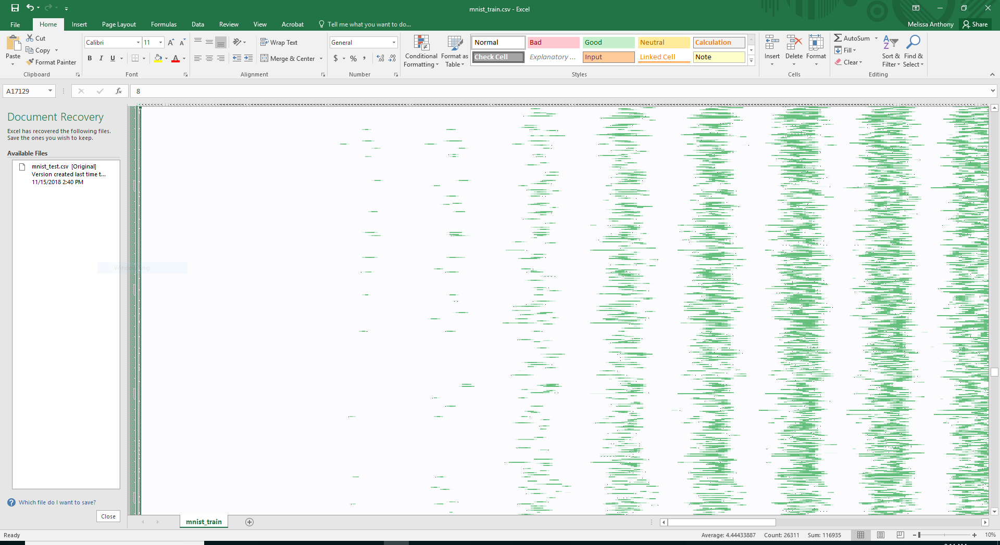 mnist_train.csv - Excel
File Home Insert Page Layout Formulas Data Review View Acrobat Tell me what you want to do... Melissa Anthony Share
Paste
Cut
Copy
Format Painter
Clipboard
Calibri 11
B I U
Font
Wrap Text
Merge & Center
Alignment
General
$ % ,
Number
Conditional Formatting
Format as Table
Normal Bad Good Neutral Calculation
Check Cell Explanatory ... Input Linked Cell Note
Styles
Insert Delete Format
Cells
AutoSum
Fill
Clear
Sort & Filter
Find & Select
Editing
A17129 fx 8
Document Recovery
Excel has recovered the following files.
Save the ones you wish to keep.
Available Files
mnist_test.csv [Original]
Version created last time t...
11/15/2018 2:40 PM
Which file do I want to save?
Close
mnist_train
Ready Average: 4.44433887 Count: 26311 Sum: 116935 10%